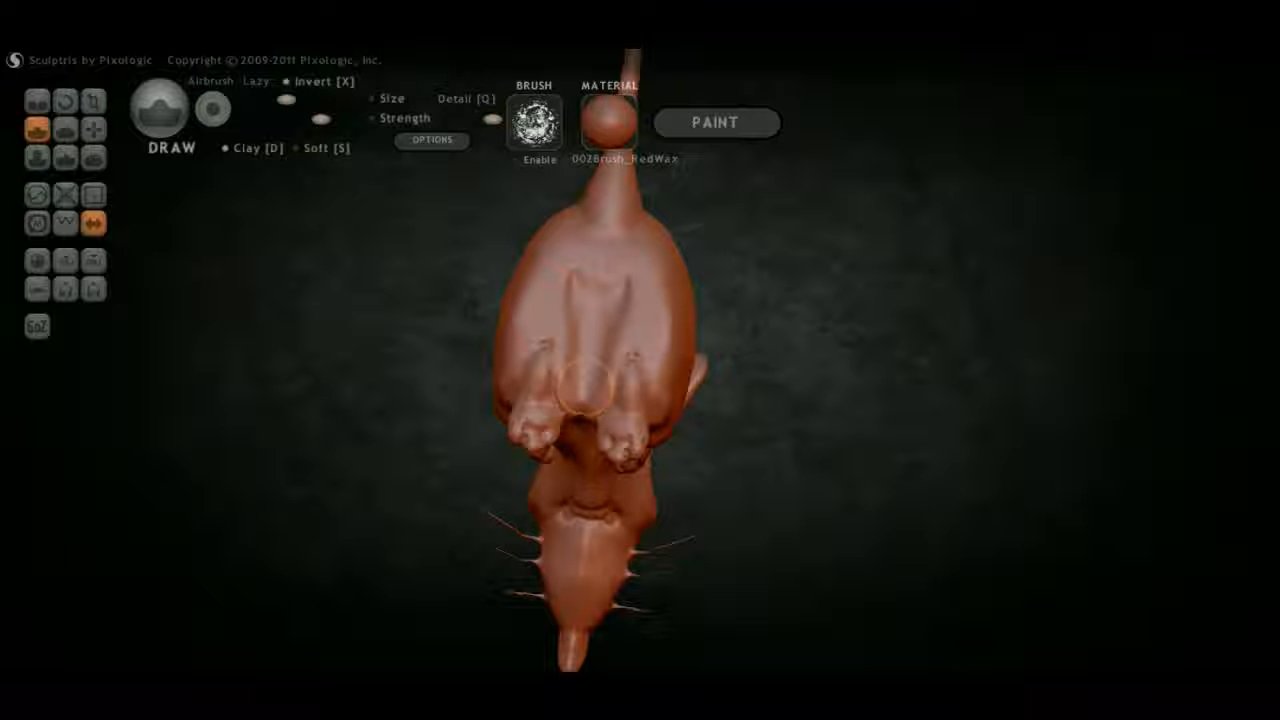 Sculptris by Pixologic Copyright © 2009-2011 Pixologic, Inc.
Airbrush Lazy Invert [X]
Size Detail [Q]
Strength
OPTIONS
DRAW
Clay [D] Soft [S]
BRUSH
Enable
MATERIAL
002Brush_RedWax
PAINT
GoZ